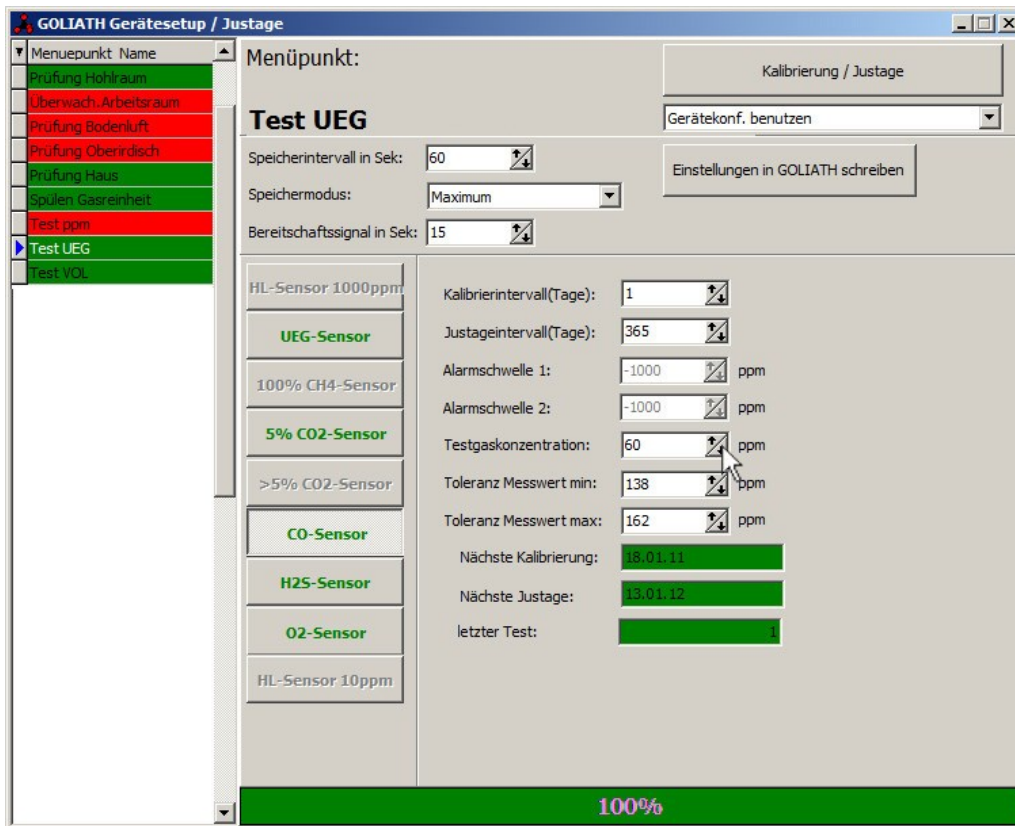 GOLIATH Gerätesetup / Justage
Menuepunkt Name
Prüfung Hohlraum
Überwach.Arbeitsraum
Prüfung Bodenluft
Prüfung Oberirdisch
Prüfung Haus
Spülen Gasreinheit
Test ppm
Test UEG
Test VOL
Menüpunkt:
Kalibrierung / Justage
Test UEG
Gerätekonf. benutzen
Speicherintervall in Sek: 60
Einstellungen in GOLIATH schreiben
Speichermodus: Maximum
Bereitschaftssignal in Sek: 15
HL-Sensor 1000ppm
UEG-Sensor
100% CH4-Sensor
5% CO2-Sensor
>5% CO2-Sensor
CO-Sensor
H2S-Sensor
O2-Sensor
HL-Sensor 10ppm
Kalibrierintervall(Tage): 1
Justageintervall(Tage): 365
Alarmschwelle 1: -1000 ppm
Alarmschwelle 2: -1000 ppm
Testgaskonzentration: 60 ppm
Toleranz Messwert min: 138 ppm
Toleranz Messwert max: 162 ppm
Nächste Kalibrierung: 18.01.11
Nächste Justage: 13.01.12
letzter Test: 1
100%